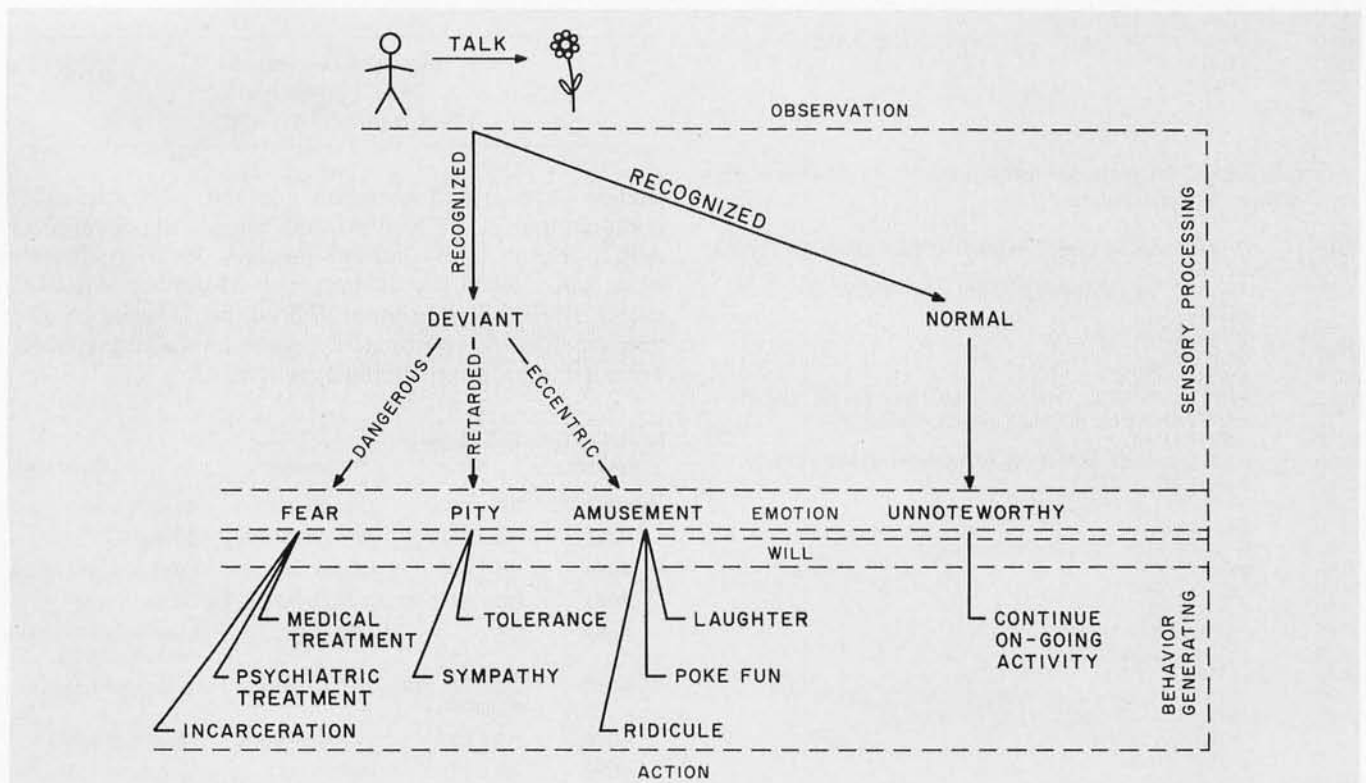 TALK
OBSERVATION
RECOGNIZED
RECOGNIZED
SENSORY PROCESSING
DEVIANT
NORMAL
DANGEROUS
RETARDED
ECCENTRIC
FEAR
PITY
AMUSEMENT
EMOTION
UNNOTEWORTHY
WILL
MEDICAL
TREATMENT
TOLERANCE
LAUGHTER
CONTINUE
ON-GOING
ACTIVITY
PSYCHIATRIC
TREATMENT
SYMPATHY
POKE FUN
BEHAVIOR
GENERATING
INCARCERATION
RIDICULE
ACTION